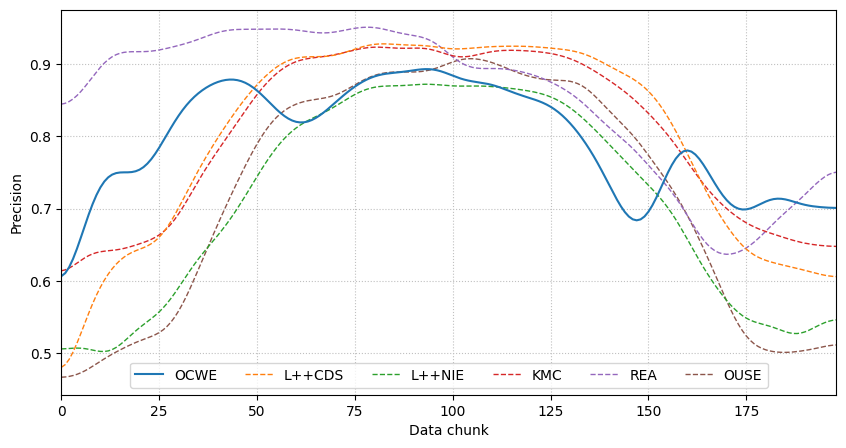 Precision
0.9
0.8
0.7
0.6
0.5
OCWE L++CDS L++NIE KMC REA OUSE
0 25 50 75 100 125 150 175
Data chunk